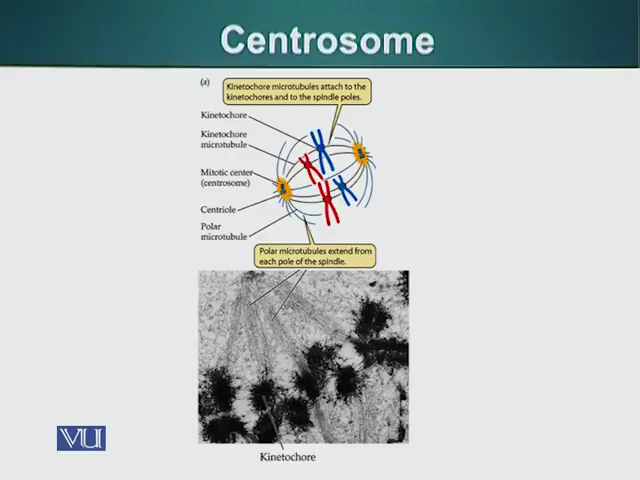 Centrosome
(a)
Kinetochore microtubules attach to the
kinetochores and to the spindle poles.
Kinetochore
Kinetochore
microtubule
Mitotic center
(centrosome)
Centriole
Polar
microtubule
Polar microtubules extend from
each pole of the spindle.
VU
Kinetochore